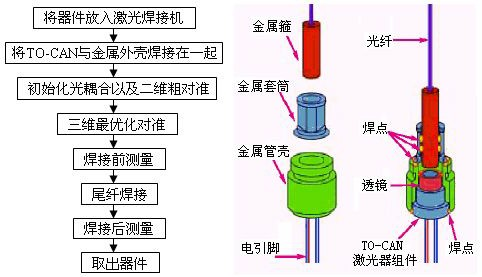 将器件放入激光焊接机
将TO-CAN与金属外壳焊接在一起
初始化光耦合以及二维粗对准
三维最优化对准
焊接前测量
尾纤焊接
焊接后测量
取出器件
金属箍
金属套筒
金属管壳
电引脚
光纤
焊点
透镜
TO-CAN
激光器组件
焊点